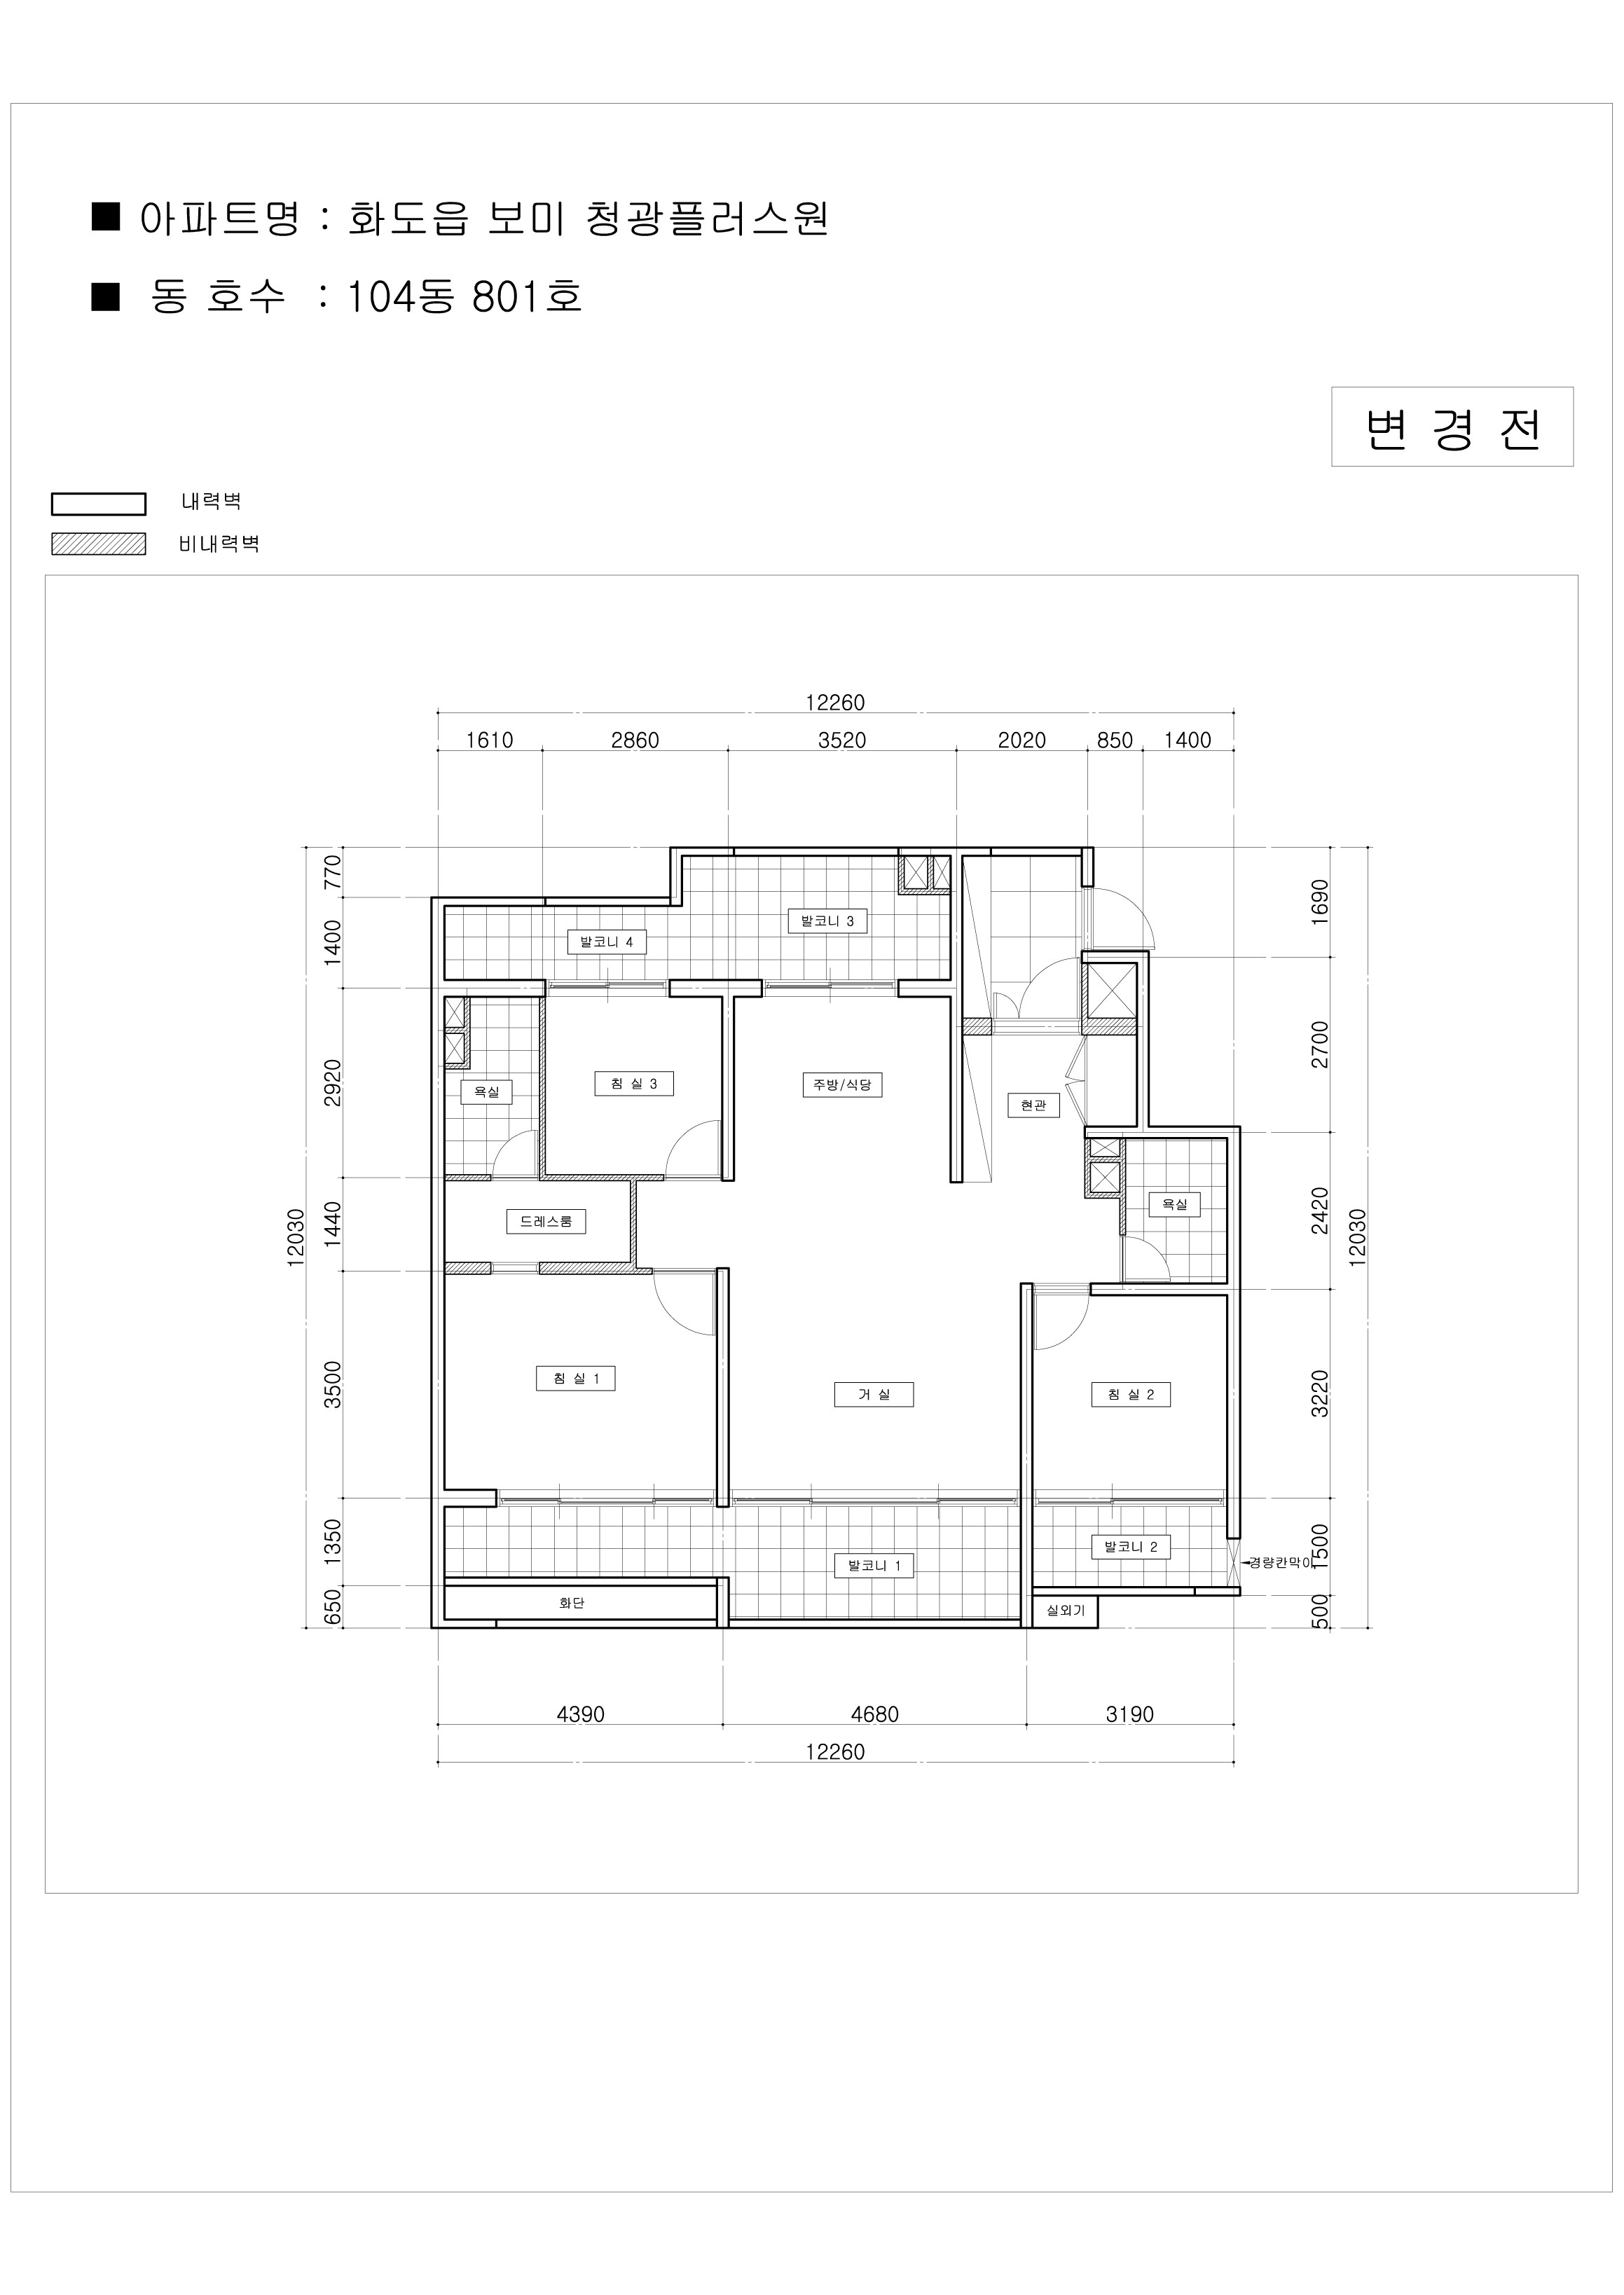 ■ 아파트명 : 화도읍 보미 청광플러스원
■ 동 호수 : 104동 801호
변 경 전
내력벽
비내력벽
12260
1610 2860 3520 2020 850 1400
770
1400
2920
1440
3500
1350
650
12030
1690
2700
2420
3220
1500
500
12030
발코니 3
발코니 4
침 실 3
주방/식당
욕실
현관
욕실
드레스룸
침 실 1
거 실
침 실 2
발코니 2
경량칸막이
발코니 1
화단
실외기
4390 4680 3190
12260